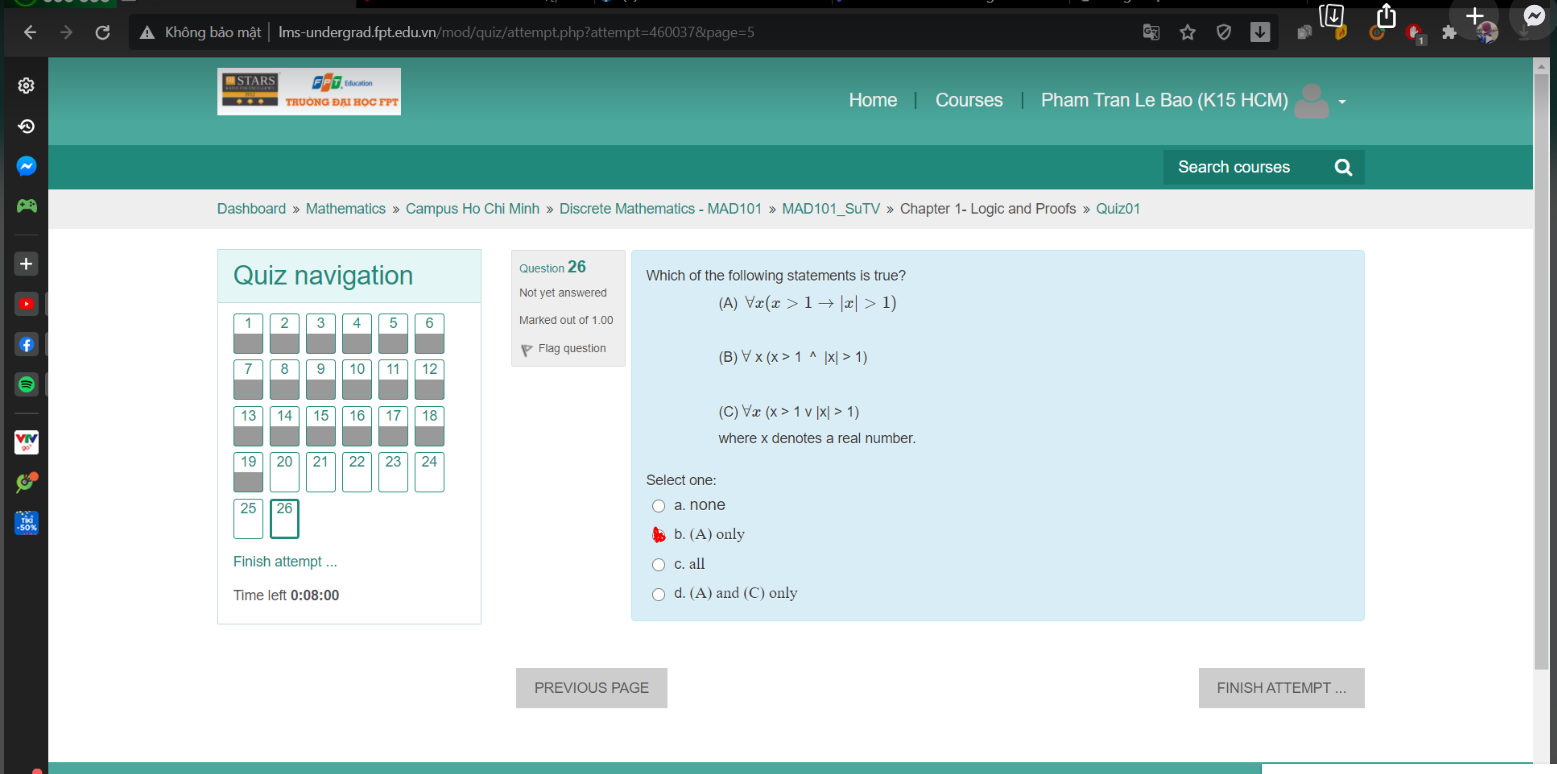 Không bảo mật
lms-undergrad.fpt.edu.vn/mod/quiz/attempt.php?attempt=460037&page=5
1
STARS
FPT. Education
TRƯỜNG ĐẠI HỌC FPT
Home | Courses | Pham Tran Le Bao (K15 HCM)
Search courses
Dashboard » Mathematics » Campus Ho Chi Minh » Discrete Mathematics - MAD101 » MAD101_SuTV » Chapter 1- Logic and Proofs » Quiz01
Quiz navigation
1 2 3 4 5 6
7 8 9 10 11 12
13 14 15 16 17 18
19 20 21 22 23 24
25 26
Finish attempt ...
Time left 0:08:00
Question 26
Not yet answered
Marked out of 1.00
Flag question
Which of the following statements is true?
(A) ∀x(x > 1 → |x| > 1)
(B) ∀ x (x > 1 ^ |x| > 1)
(C) ∀x (x > 1 v |x| > 1)
where x denotes a real number.
Select one:
a. none
b. (A) only
c. all
d. (A) and (C) only
PREVIOUS PAGE
FINISH ATTEMPT ...
VTV
go
TIKI
-50%